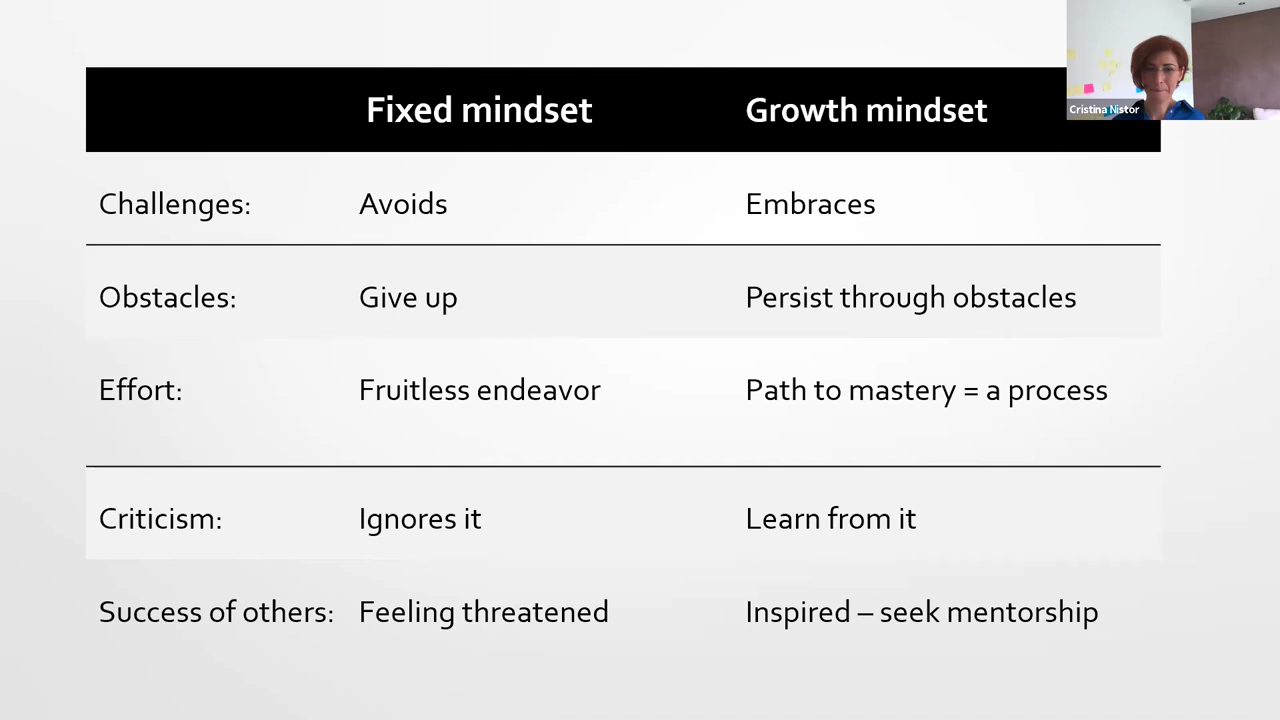 Fixed mindset Growth mindset
Cristina Nistor
Challenges: Avoids Embraces
Obstacles: Give up Persist through obstacles
Effort: Fruitless endeavor Path to mastery = a process
Criticism: Ignores it Learn from it
Success of others: Feeling threatened Inspired – seek mentorship